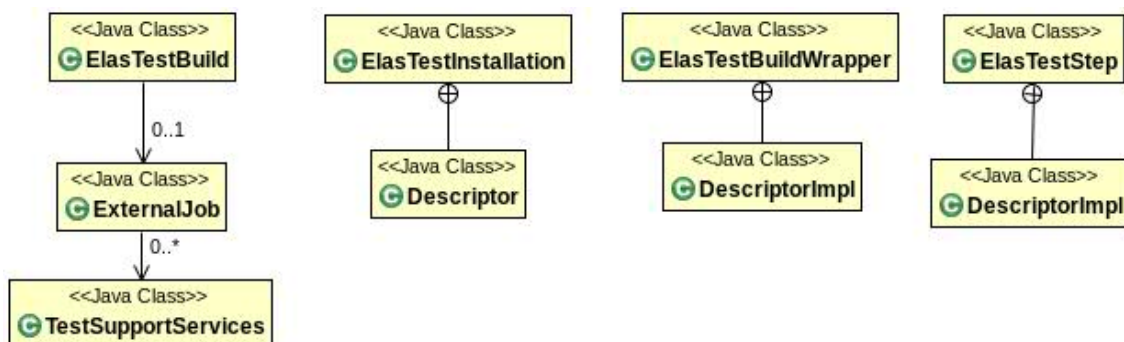 <<Java Class>>
ElasTestBuild
<<Java Class>>
ElasTestInstallation
<<Java Class>>
ElasTestBuildWrapper
<<Java Class>>
ElasTestStep
0..1
<<Java Class>>
ExternalJob
<<Java Class>>
Descriptor
<<Java Class>>
DescriptorImpl
<<Java Class>>
DescriptorImpl
0..*
<<Java Class>>
TestSupportServices